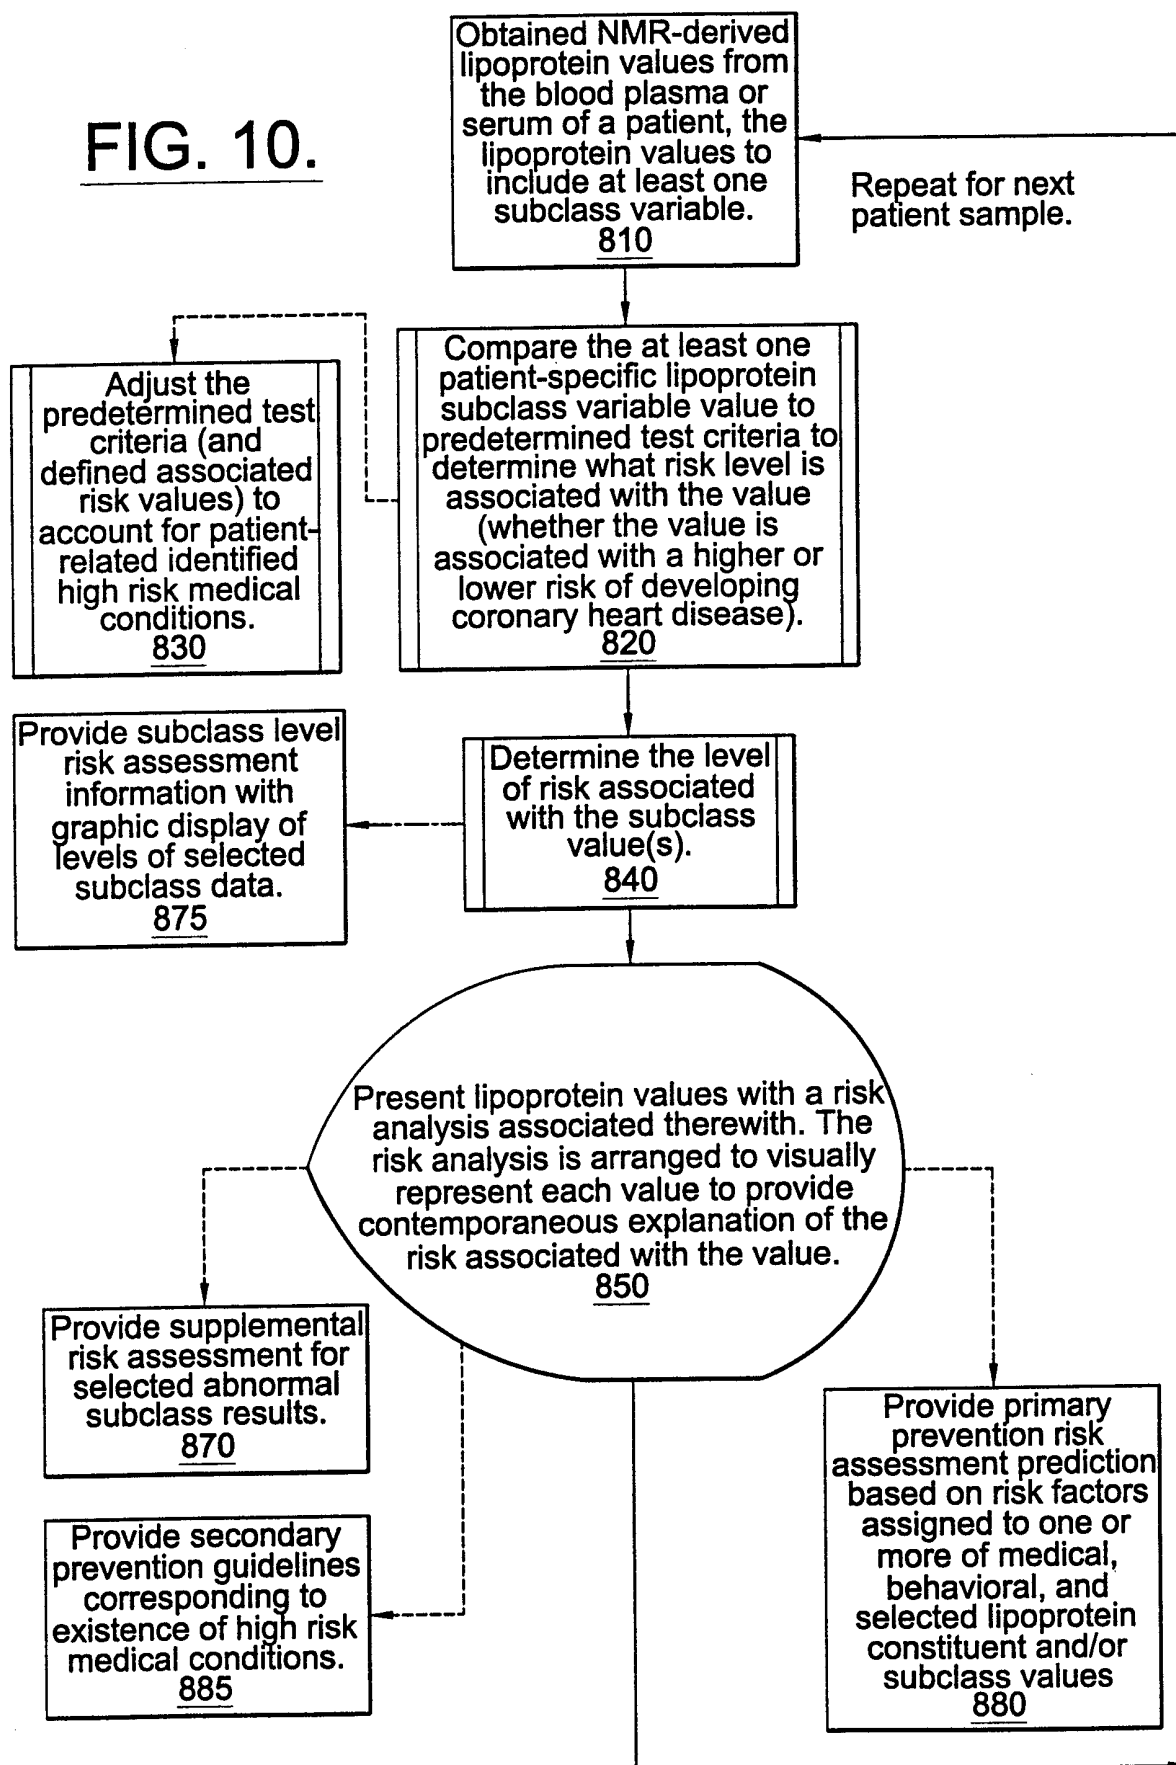 FIG. 10.
Obtained NMR-derived
lipoprotein values from
the blood plasma or
serum of a patient, the
lipoprotein values to
include at least one
subclass variable.
810
Repeat for next
patient sample.
Compare the at least one
patient-specific lipoprotein
subclass variable value to
predetermined test criteria to
determine what risk level is
associated with the value
(whether the value is
associated with a higher or
lower risk of developing
coronary heart disease).
820
Adjust the
predetermined test
criteria (and
defined associated
risk values) to
account for patient-
related identified
high risk medical
conditions.
830
Determine the level
of risk associated
with the subclass
value(s).
840
Provide subclass level
risk assessment
information with
graphic display of
levels of selected
subclass data.
875
Present lipoprotein values with a risk
analysis associated therewith. The
risk analysis is arranged to visually
represent each value to provide
contemporaneous explanation of the
risk associated with the value.
850
Provide supplemental
risk assessment for
selected abnormal
subclass results.
870
Provide secondary
prevention guidelines
corresponding to
existence of high risk
medical conditions.
885
Provide primary
prevention risk
assessment prediction
based on risk factors
assigned to one or
more of medical,
behavioral, and
selected lipoprotein
constituent and/or
subclass values
880